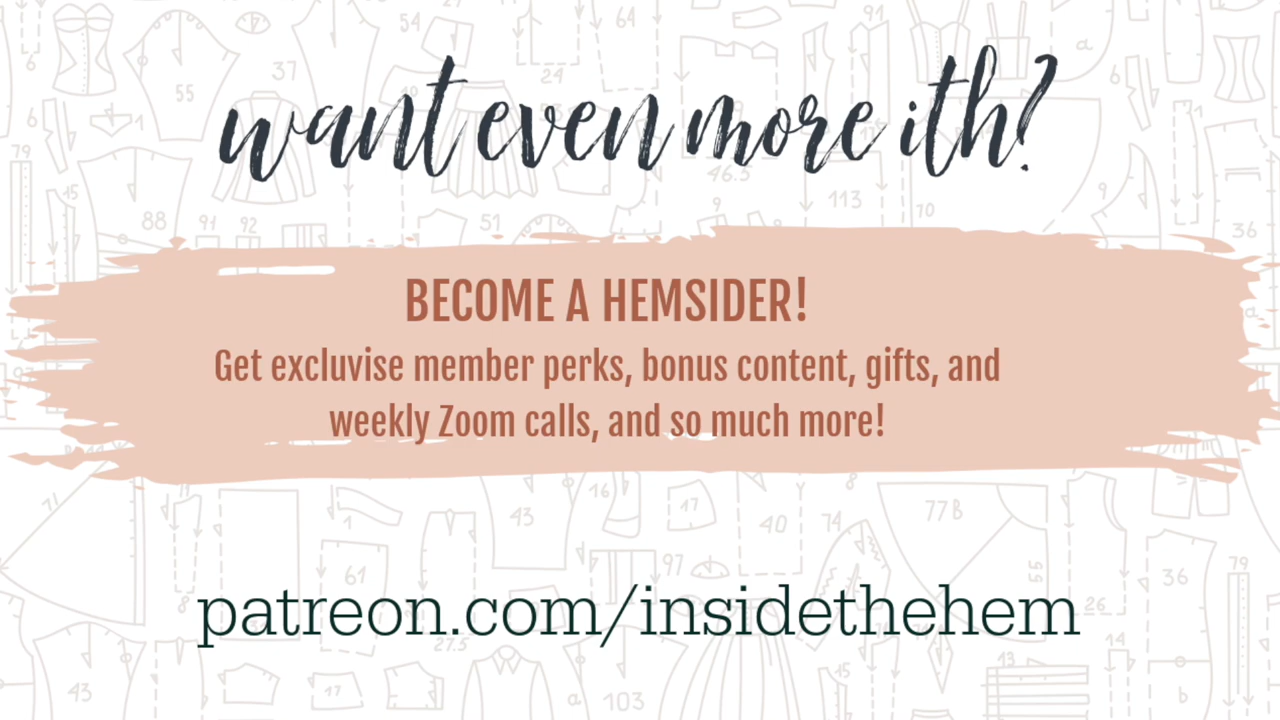 want even more ith?
BECOME A HEMSIDER!
Get excluvise member perks, bonus content, gifts, and
weekly Zoom calls, and so much more!
patreon.com/insidethehem